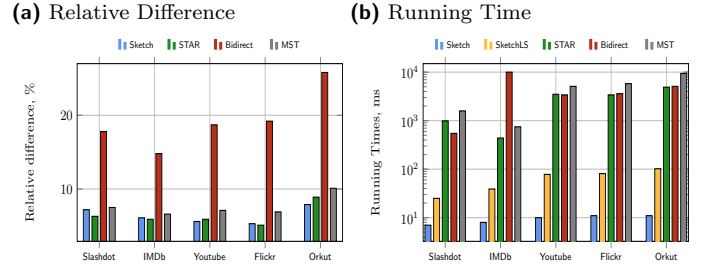 (a) Relative Difference
Sketch STAR Bidirect MST
Relative difference, %
20
10
Slashdot IMDb Youtube Flickr Orkut
(b) Running Time
Sketch SketchLS STAR Bidirect MST
Running Times, ms
10^4
10^3
10^2
10^1
Slashdot IMDb Youtube Flickr Orkut